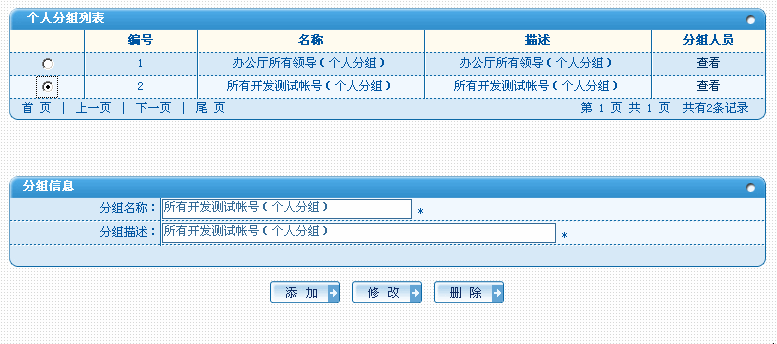 个人分组列表
编号 名称 描述 分组人员
1 办公厅所有领导(个人分组) 办公厅所有领导(个人分组) 查看
2 所有开发测试帐号(个人分组) 所有开发测试帐号(个人分组) 查看
首 页 | 上一页 | 下一页 | 尾 页 第 1 页 共 1 页 共有2条记录
分组信息
分组名称: 所有开发测试帐号(个人分组) *
分组描述: 所有开发测试帐号(个人分组) *
添 加 修 改 删 除